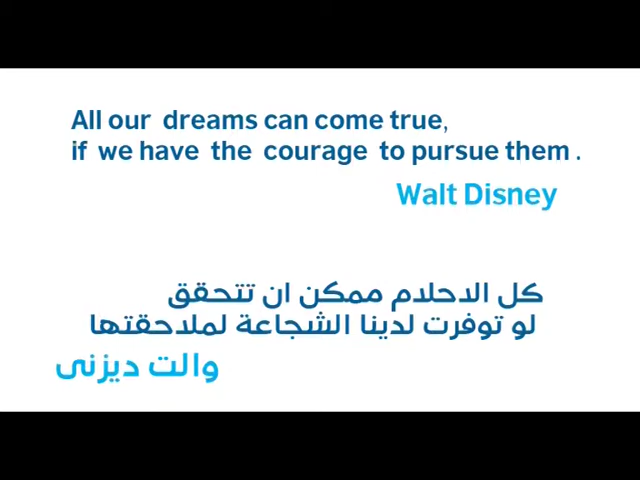 All our dreams can come true,
if we have the courage to pursue them .
Walt Disney
كل الاحلام ممكن ان تتحقق
لو توفرت لدينا الشجاعة لملاحقتها
والت ديزنى